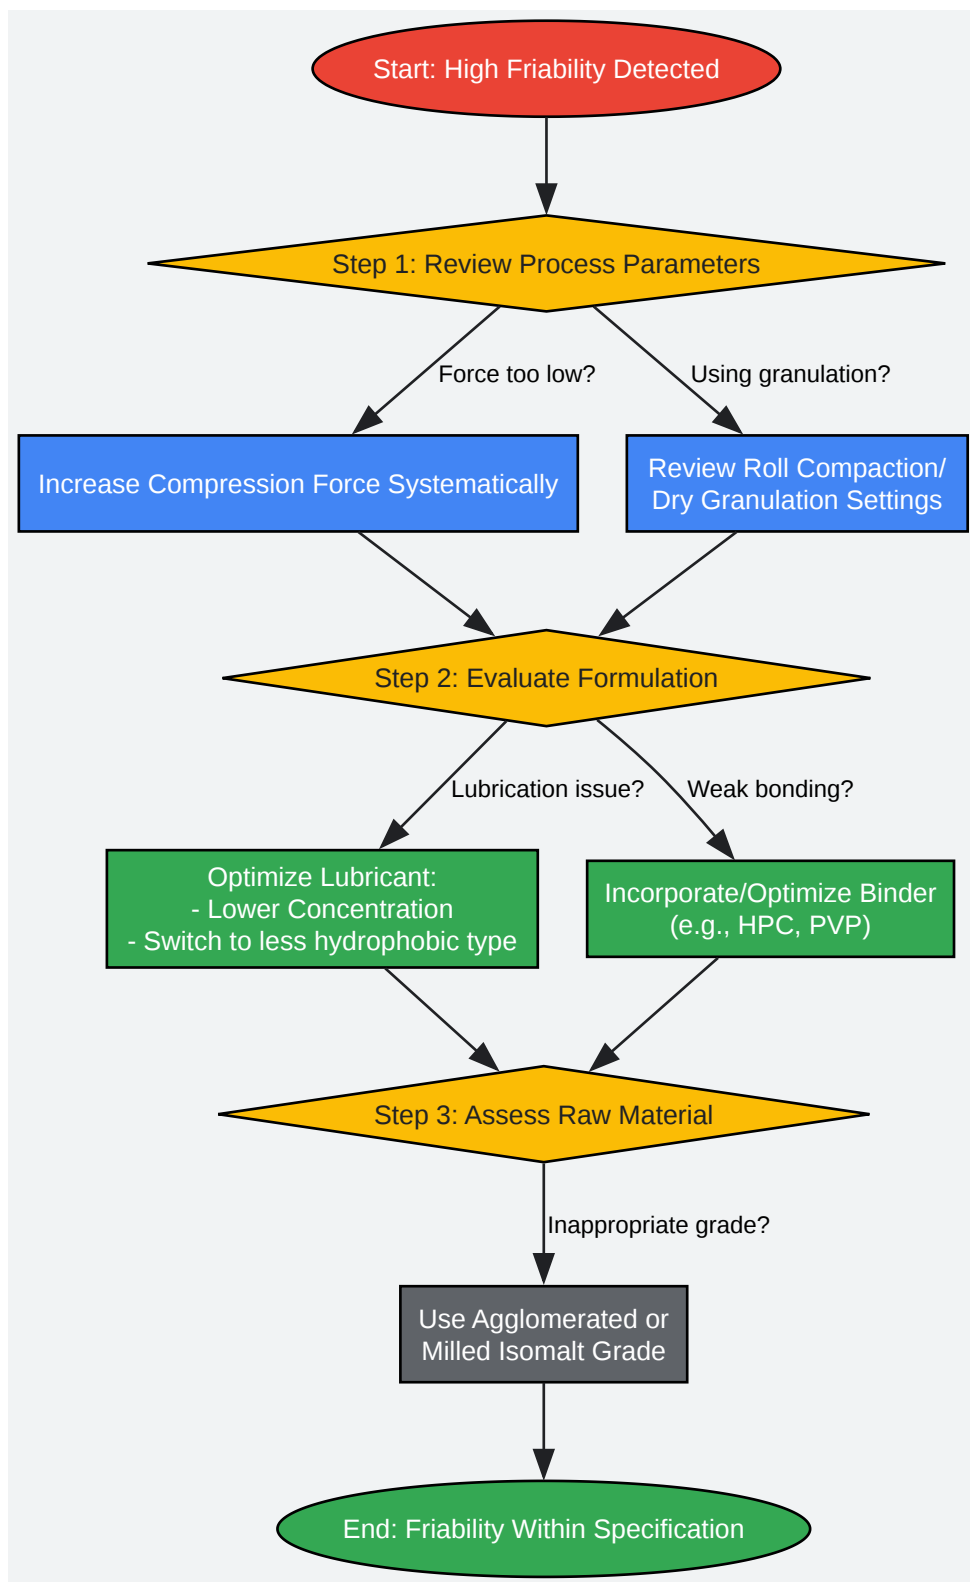 Start: High Friability Detected
Step 1: Review Process Parameters
Force too low?
Using granulation?
Increase Compression Force Systematically
Review Roll Compaction/
Dry Granulation Settings
Step 2: Evaluate Formulation
Lubrication issue?
Weak bonding?
Optimize Lubricant:
- Lower Concentration
- Switch to less hydrophobic type
Incorporate/Optimize Binder
(e.g., HPC, PVP)
Step 3: Assess Raw Material
Inappropriate grade?
Use Agglomerated or
Milled Isomalt Grade
End: Friability Within Specification